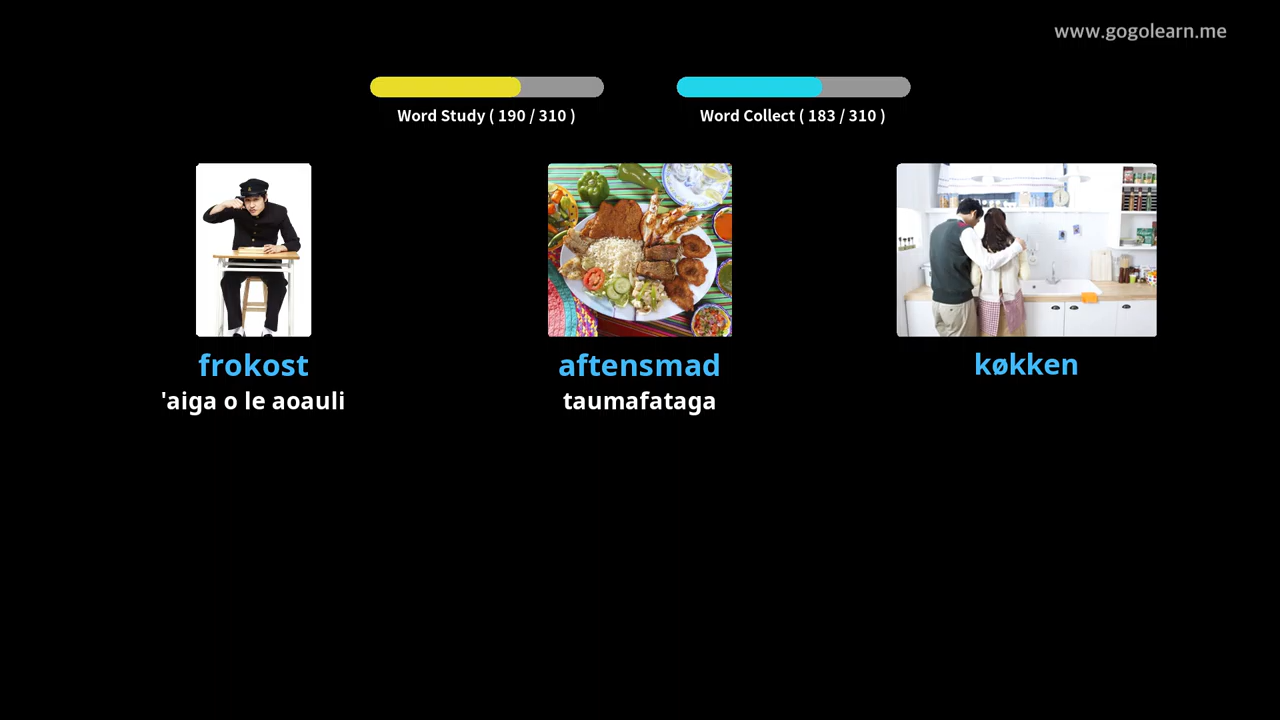 www.gogolearn.me
Word Study ( 190 / 310 )
Word Collect ( 183 / 310 )
frokost
'aiga o le aoauli
aftensmad
taumafataga
køkken